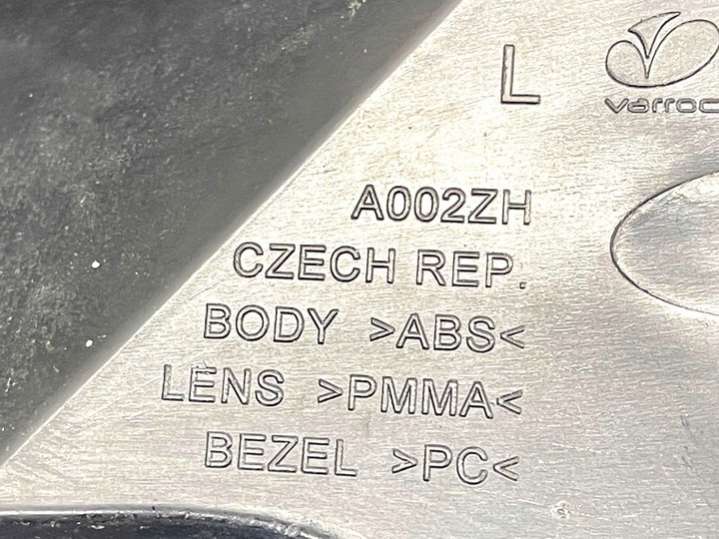 L
varroc
A002ZH
CZECH REP.
BODY >ABS<
LENS >PMMA<
BEZEL >PC<